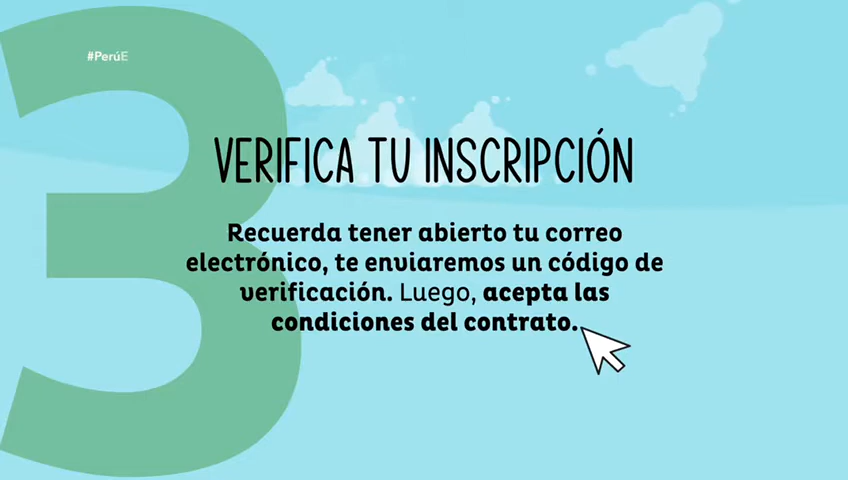 #PerúE
3
VERIFICA TU INSCRIPCIÓN
Recuerda tener abierto tu correo
electrónico, te enviaremos un código de
verificación. Luego, acepta las
condiciones del contrato.